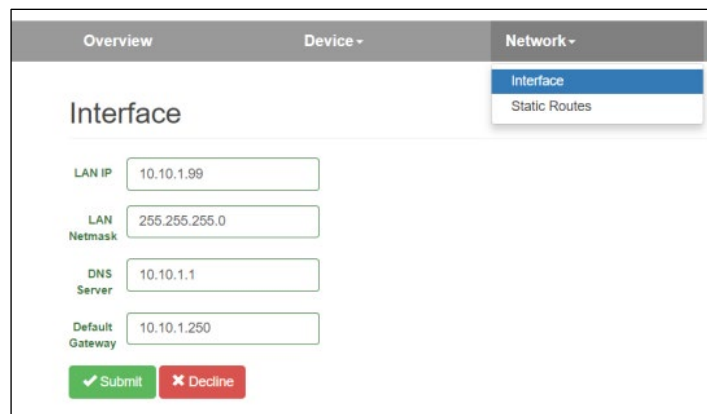 Overview Device Network
Interface
Static Routes
Interface
LAN IP 10.10.1.99
LAN
Netmask
255.255.255.0
DNS
Server
10.10.1.1
Default
Gateway
10.10.1.250
Submit Decline